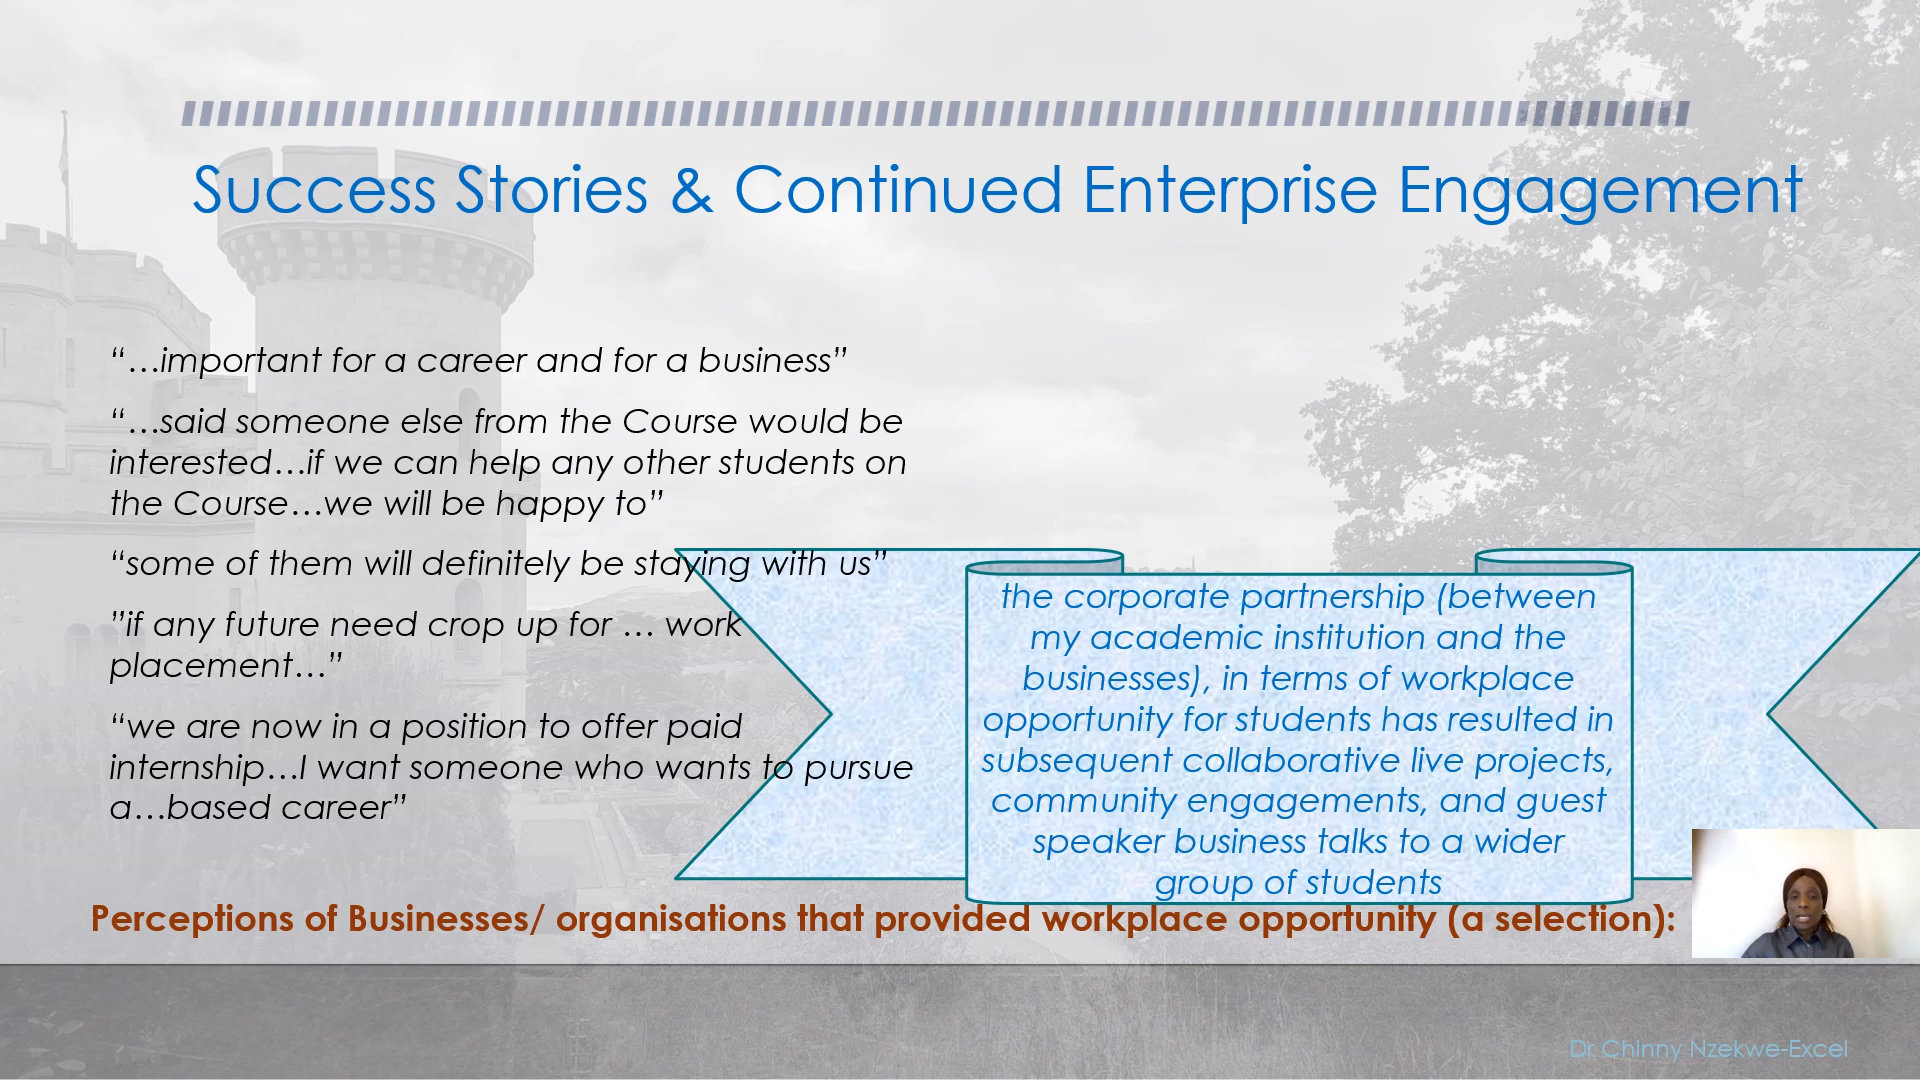 Success Stories & Continued Enterprise Engagement
“…important for a career and for a business”
“…said someone else from the Course would be
interested…if we can help any other students on
the Course…we will be happy to”
“some of them will definitely be staying with us”
”if any future need crop up for … work
placement…”
“we are now in a position to offer paid
internship…I want someone who wants to pursue
a…based career”
the corporate partnership (between
my academic institution and the
businesses), in terms of workplace
opportunity for students has resulted in
subsequent collaborative live projects,
community engagements, and guest
speaker business talks to a wider
group of students
Perceptions of Businesses/ organisations that provided workplace opportunity (a selection):
Dr Chinny Nzekwe-Excel